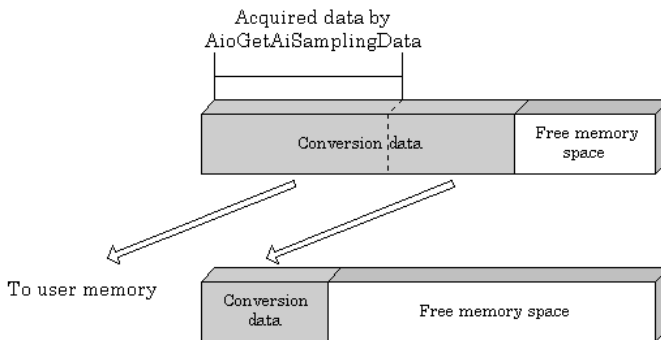 Acquired data by
AioGetAiSamplingData
Conversion data
Free memory
space
To user memory
Conversion
data
Free memory space